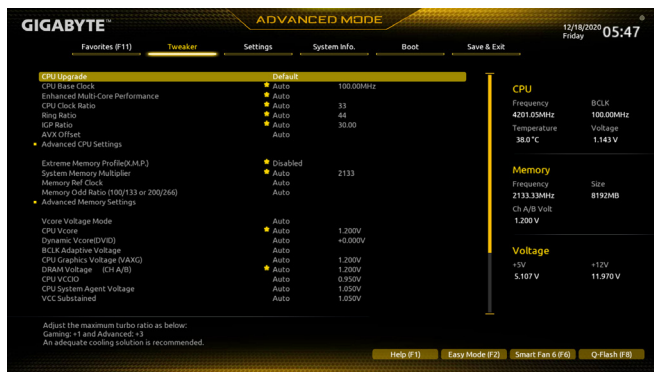 GIGABYTE™
ADVANCED MODE
12/18/2020 Friday 05:47
Favorites (F11) Tweaker Settings System Info. Boot Save & Exit
CPU Upgrade Default
CPU Base Clock Auto 100.00MHz
Enhanced Multi-Core Performance Auto
CPU Clock Ratio Auto 33
Ring Ratio Auto 44
IGP Ratio Auto 30.00
AVX Offset Auto
Advanced CPU Settings
Extreme Memory Profile(X.M.P.) Disabled
System Memory Multiplier Auto 2133
Memory Ref Clock Auto
Memory Odd Ratio (100/133 or 200/266) Auto
Advanced Memory Settings
Vcore Voltage Mode Auto
CPU Vcore Auto 1.200V
Dynamic Vcore(DVID) Auto +0.000V
BCLK Adaptive Voltage Auto
CPU Graphics Voltage (VAXG) Auto 1.200V
DRAM Voltage (CH A/B) Auto 1.200V
CPU VCCIO Auto 0.950V
CPU System Agent Voltage Auto 1.050V
VCC Substained Auto 1.050V
CPU
Frequency BCLK
4201.05MHz 100.00MHz
Temperature Voltage
38.0 °C 1.143 V
Memory
Frequency Size
2133.33MHz 8192MB
Ch A/B Volt
1.200 V
Voltage
+5V +12V
5.107 V 11.970 V
Adjust the maximum turbo ratio as below:
Gaming: +1 and Advanced: +3
An adequate cooling solution is recommended.
Help (F1) Easy Mode (F2) Smart Fan 6 (F6) Q-Flash (F8)